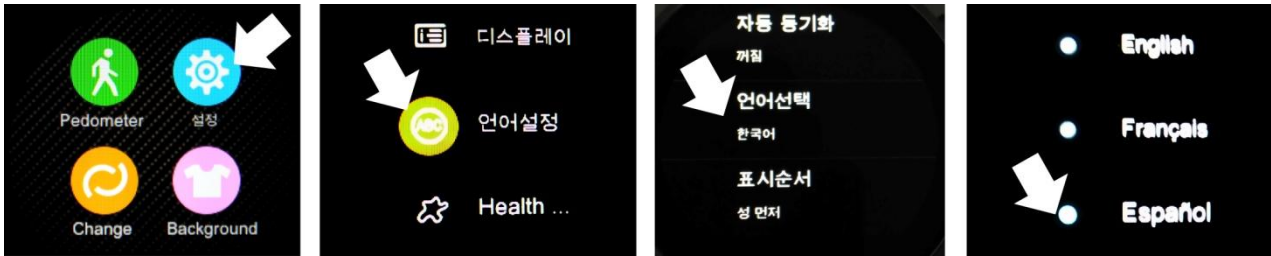 Pedometer
설정
Change
Background
디스플레이
ABC
언어설정
Health ...
자동 동기화
꺼짐
언어선택
한국어
표시순서
성 먼저
English
Français
Español